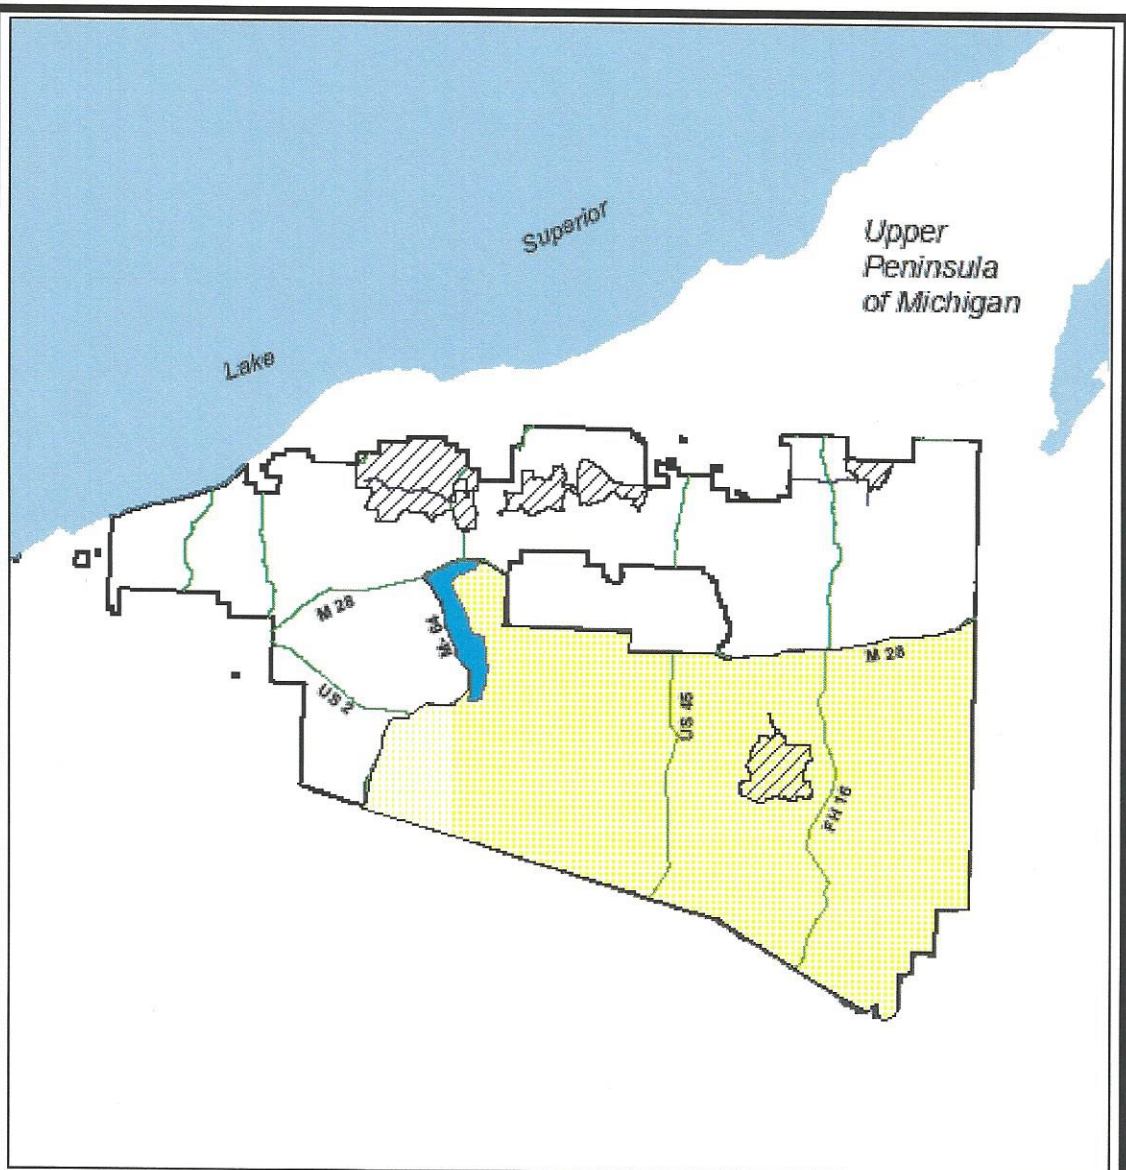 Superior
Upper
Peninsula
of Michigan
Lake
M 28
M 64
US 2
M 28
US 45
FH 16